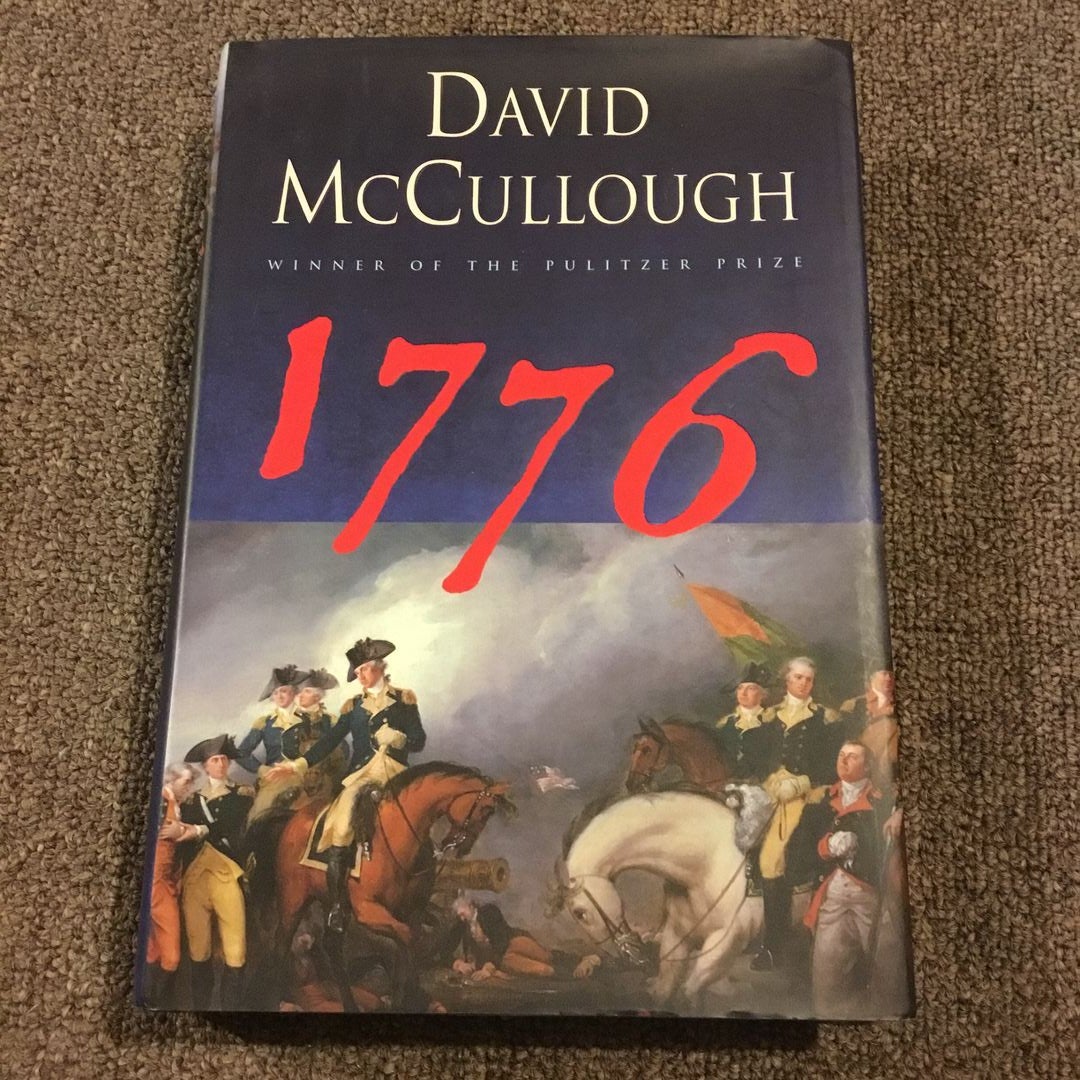 DAVID
MCCULLOUGH
WINNER OF THE PULITZER PRIZE
1776